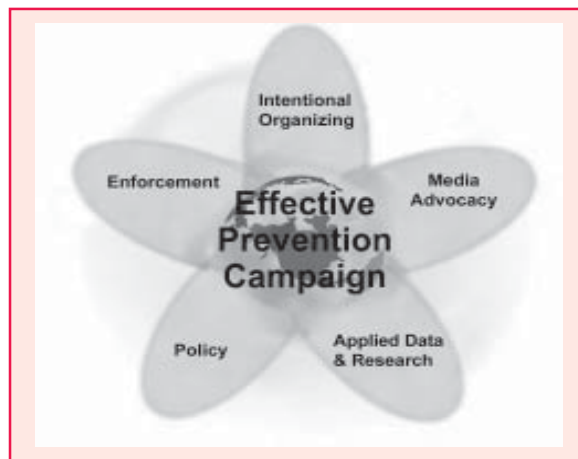 Intentional
Organizing
Enforcement
Media
Advocacy
Effective
Prevention
Campaign
Policy
Applied Data
& Research